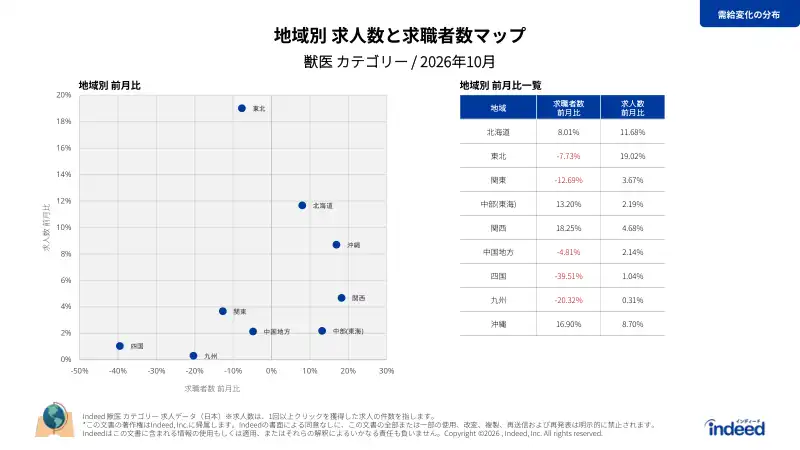 需給変化の分布
地域別 求人数と求職者数マップ
獣医 カテゴリー / 2026年10月
地域別 前月比
20%
18%
16%
14%
12%
10%
8%
6%
4%
2%
0%
-50%
-40%
-30%
-20%
-10%
0%
10%
20%
30%
求人数 前月比
求職者数 前月比
東北
北海道
沖縄
関西
関東
中国地方
中部(東海)
四国
九州
地域別 前月比一覧
地域 求職者数 前月比 求人数 前月比
北海道 8.01% 11.68%
東北 -7.73% 19.02%
関東 -12.69% 3.67%
中部(東海) 13.20% 2.19%
関西 18.25% 4.68%
中国地方 -4.81% 2.14%
四国 -39.51% 1.04%
九州 -20.32% 0.31%
沖縄 16.90% 8.70%
Indeed 獣医 カテゴリー 求人データ（日本）※求人数は、1回以上クリックを獲得した求人の件数を指します。
*この文書の著作権はIndeed, Inc.に帰属します。Indeedの書面による同意なしに、この文書の全部または一部の使用、改変、複製、再送信および再発表は明示的に禁止されます。
Indeedはこの文書に含まれる情報の使用もしくは適用、またはそれらの解釈によるいかなる責任も負いません。Copyright ©2026 , Indeed, Inc. All rights reserved.
インディード
indeed